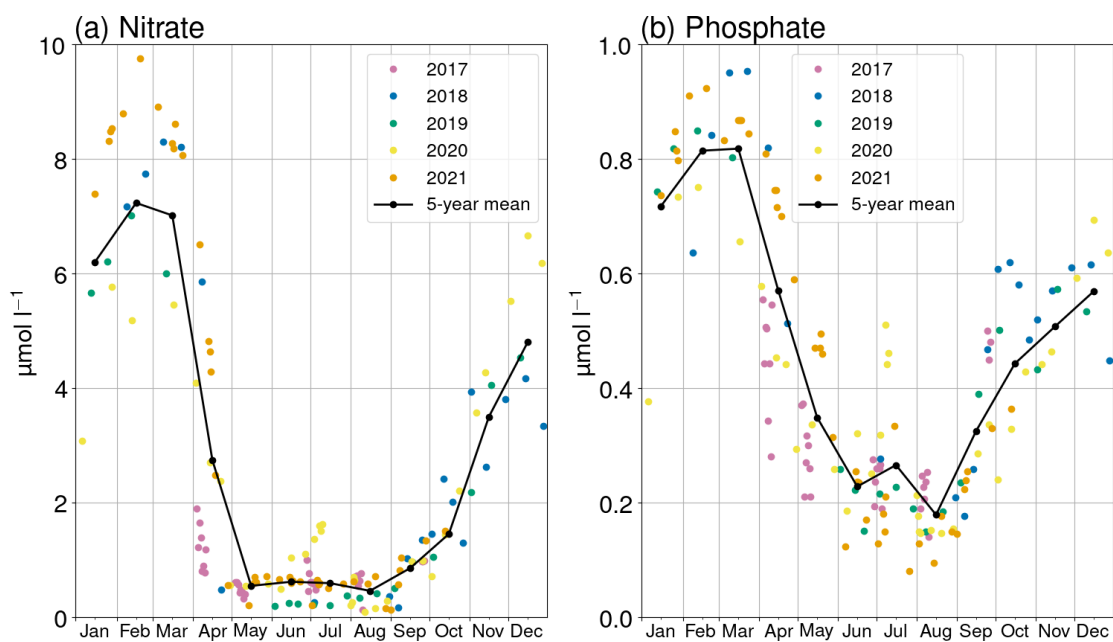 (a) Nitrate
10
8
6
4
2
0
µmol l−1
Jan Feb Mar Apr May Jun Jul Aug Sep Oct Nov Dec
2017
2018
2019
2020
2021
5-year mean
(b) Phosphate
1.0
0.8
0.6
0.4
0.2
0.0
µmol l−1
Jan Feb Mar Apr May Jun Jul Aug Sep Oct Nov Dec
2017
2018
2019
2020
2021
5-year mean